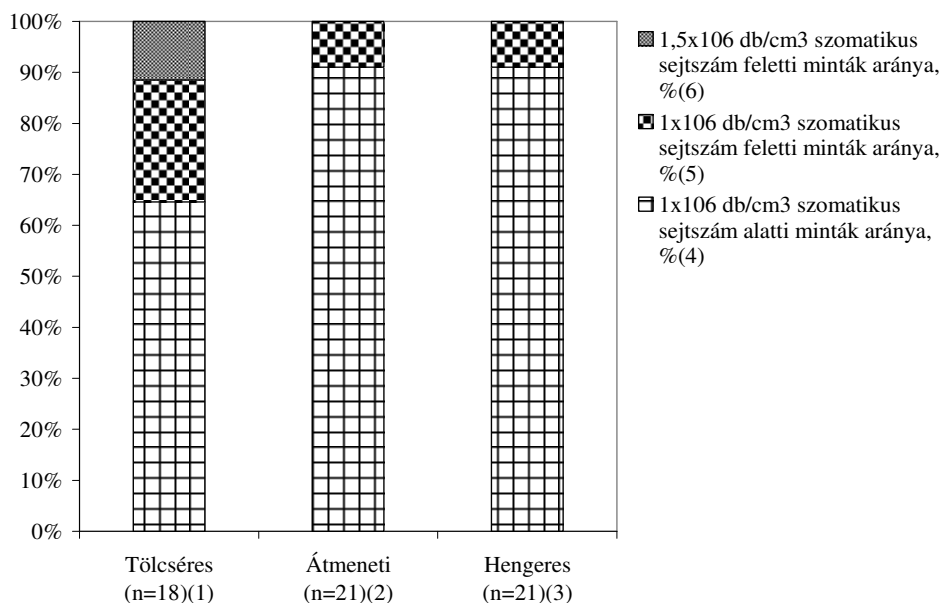 100%
90%
80%
70%
60%
50%
40%
30%
20%
10%
0%
Tölcséres
(n=18)(1)
Átmeneti
(n=21)(2)
Hengeres
(n=21)(3)
1,5x106 db/cm3 szomatikus
sejtszám feletti minták aránya,
%(6)
1x106 db/cm3 szomatikus
sejtszám feletti minták aránya,
%(5)
1x106 db/cm3 szomatikus
sejtszám alatti minták aránya,
%(4)